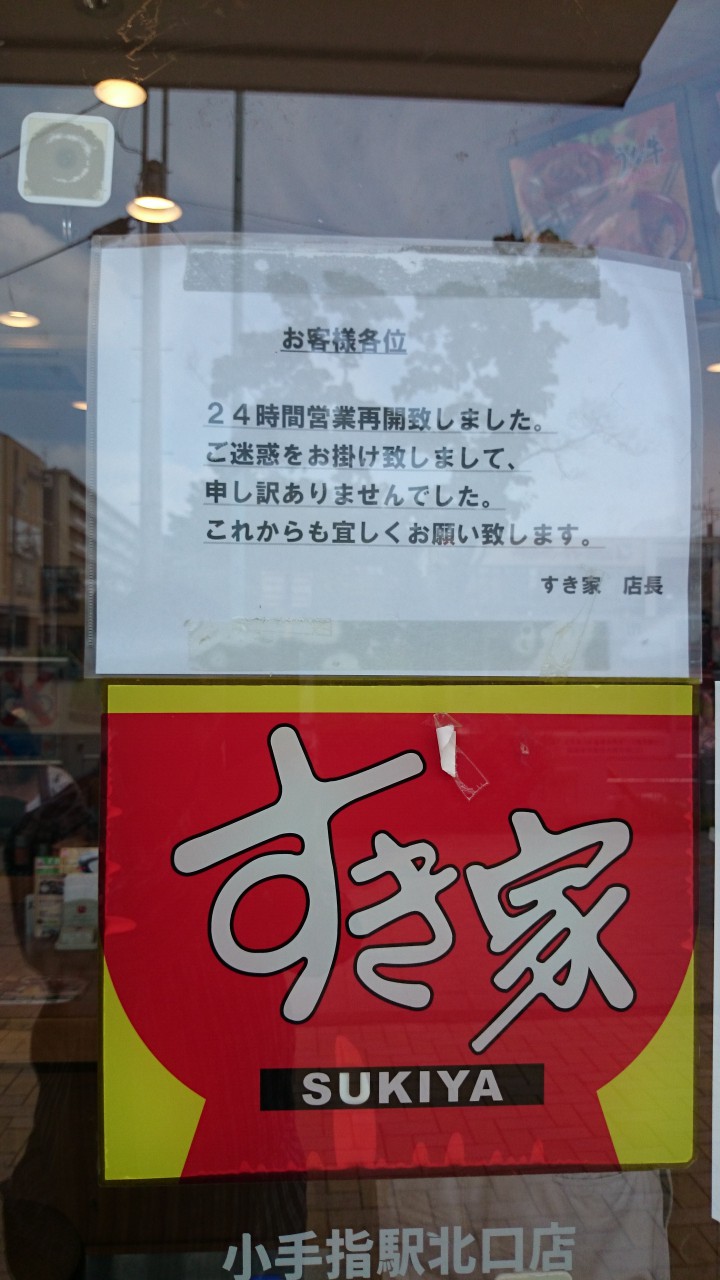 お客様各位
２４時間営業再開致しました。
ご迷惑をお掛け致しまして、
申し訳ありませんでした。
これからも宜しくお願い致します。
すき家　店長
すき家
SUKIYA
小手指駅北口店